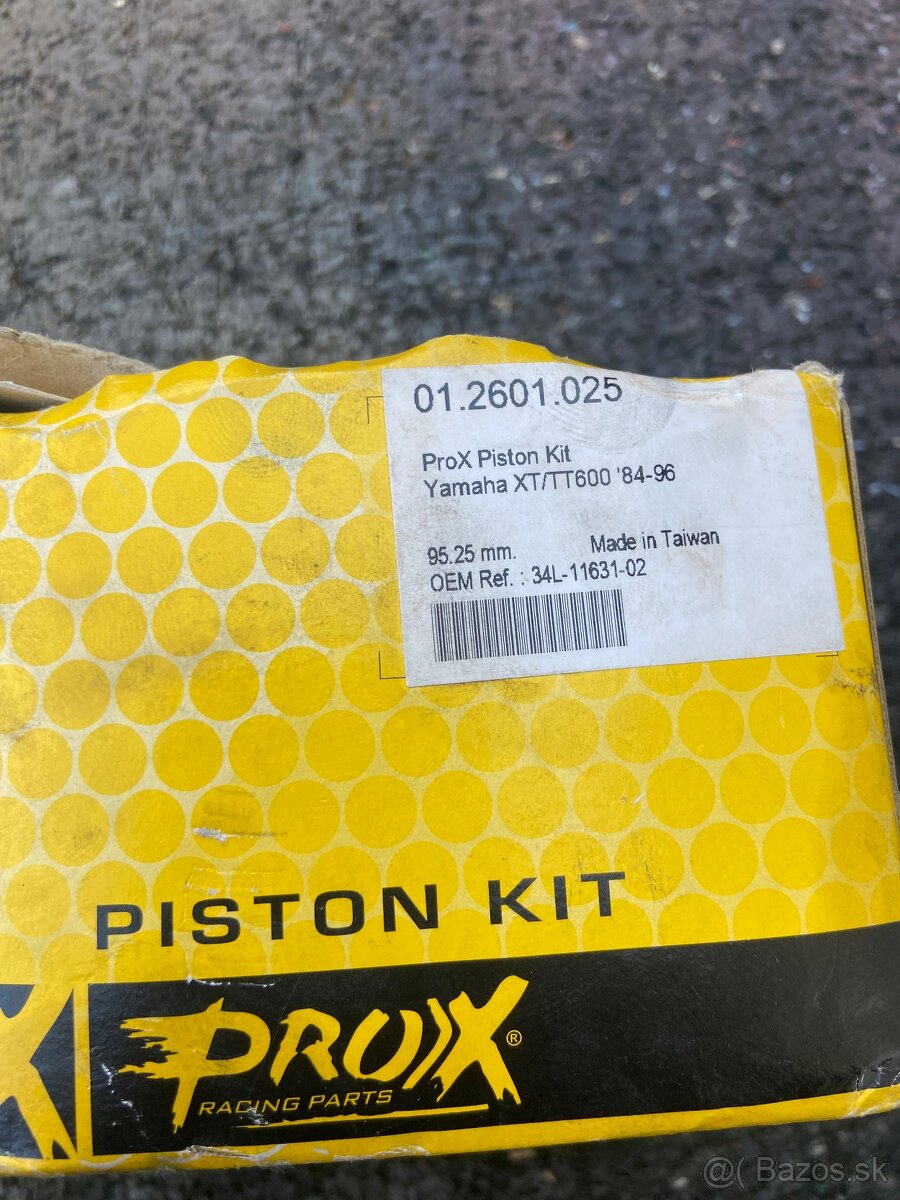 01.2601.025
ProX Piston Kit
Yamaha XT/TT600 '84-96
95.25 mm. Made in Taiwan
OEM Ref. : 34L-11631-02
PISTON KIT
X PROX®
RACING PARTS
@( Bazos.sk